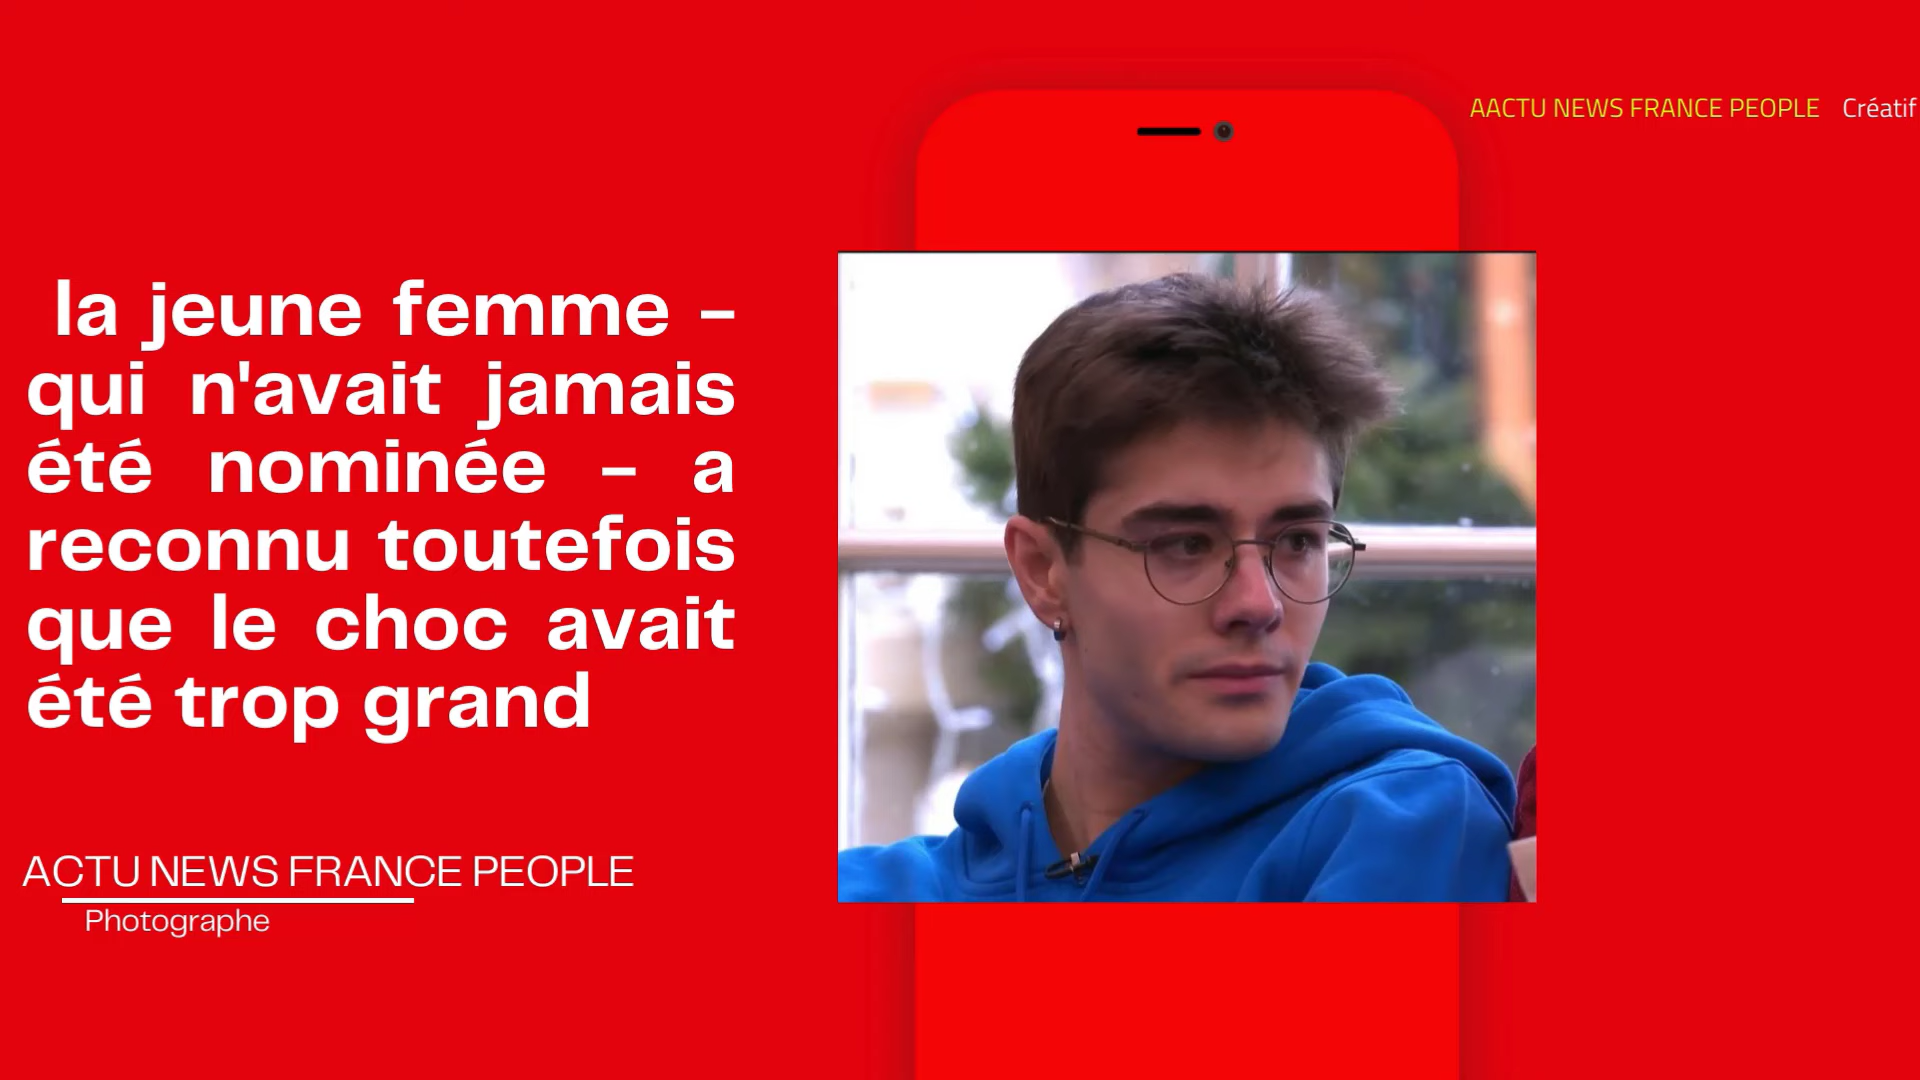 AACTU NEWS FRANCE PEOPLE Créatif
la jeune femme –
qui n'avait jamais
été nominée – a
reconnu toutefois
que le choc avait
été trop grand
ACTU NEWS FRANCE PEOPLE
Photographe